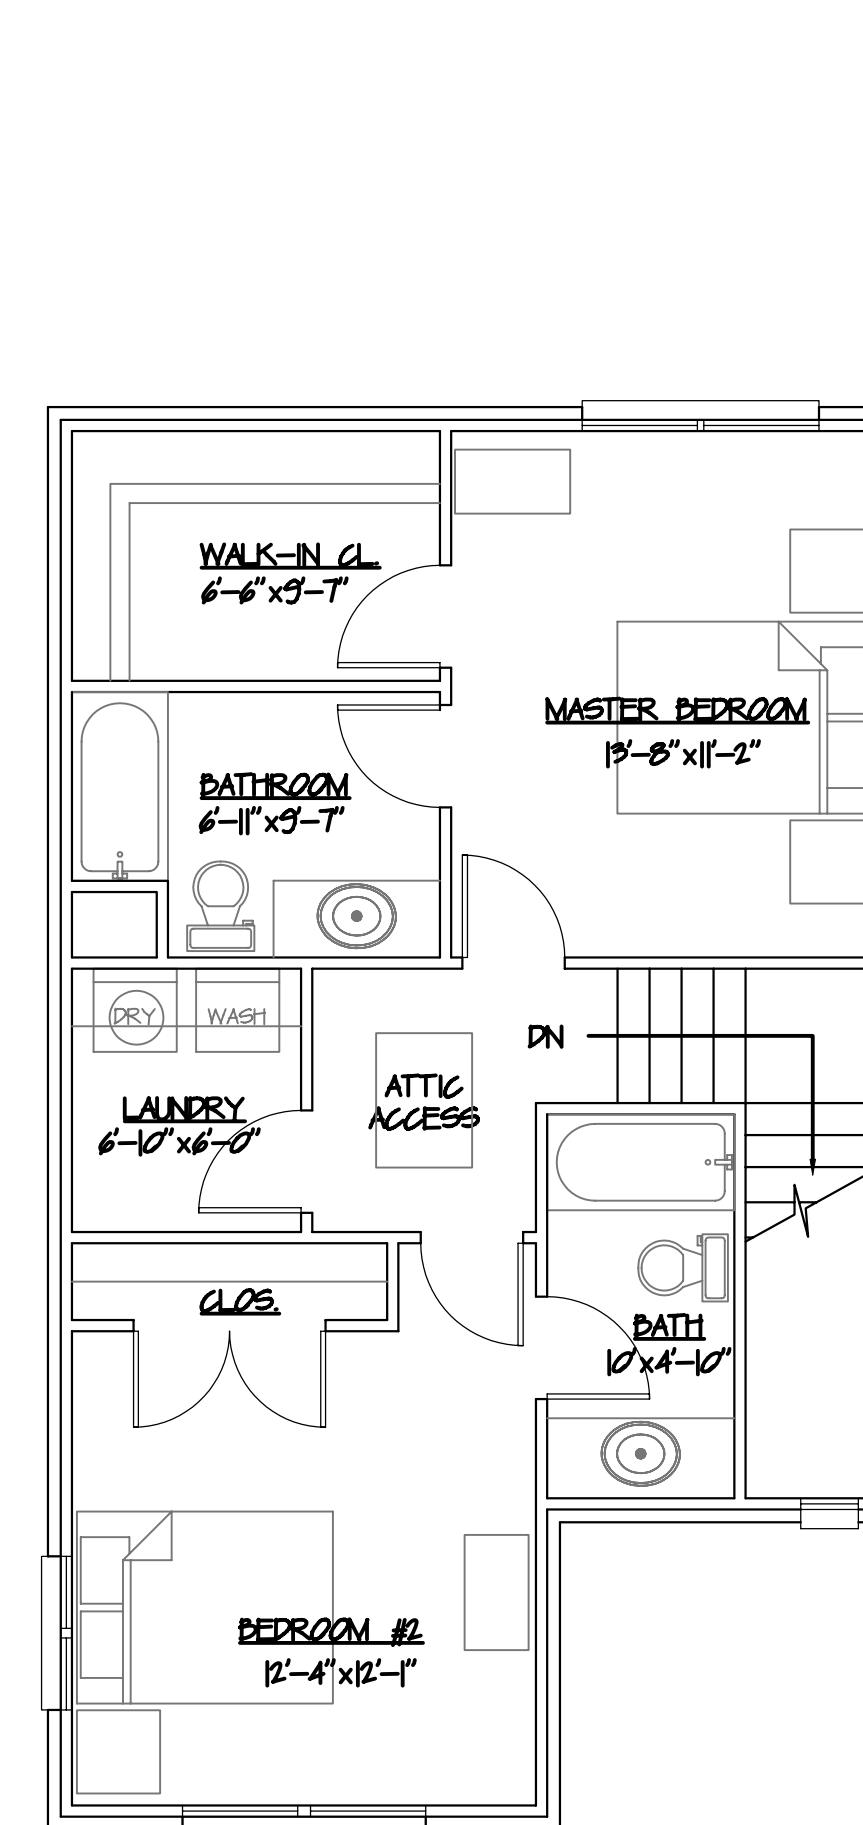 WALK-IN CL.
6'-6"x9'-7"
MASTER BEDROOM
13'-8"x11'-2"
BATHROOM
6'-11"x9'-7"
DRY
WASH
DN
ATTIC
ACCESS
LAUNDRY
6'-10"x6'-0"
CLOS.
BATH
10'x4'-10"
BEDROOM #2
12'-4"x12'-1"